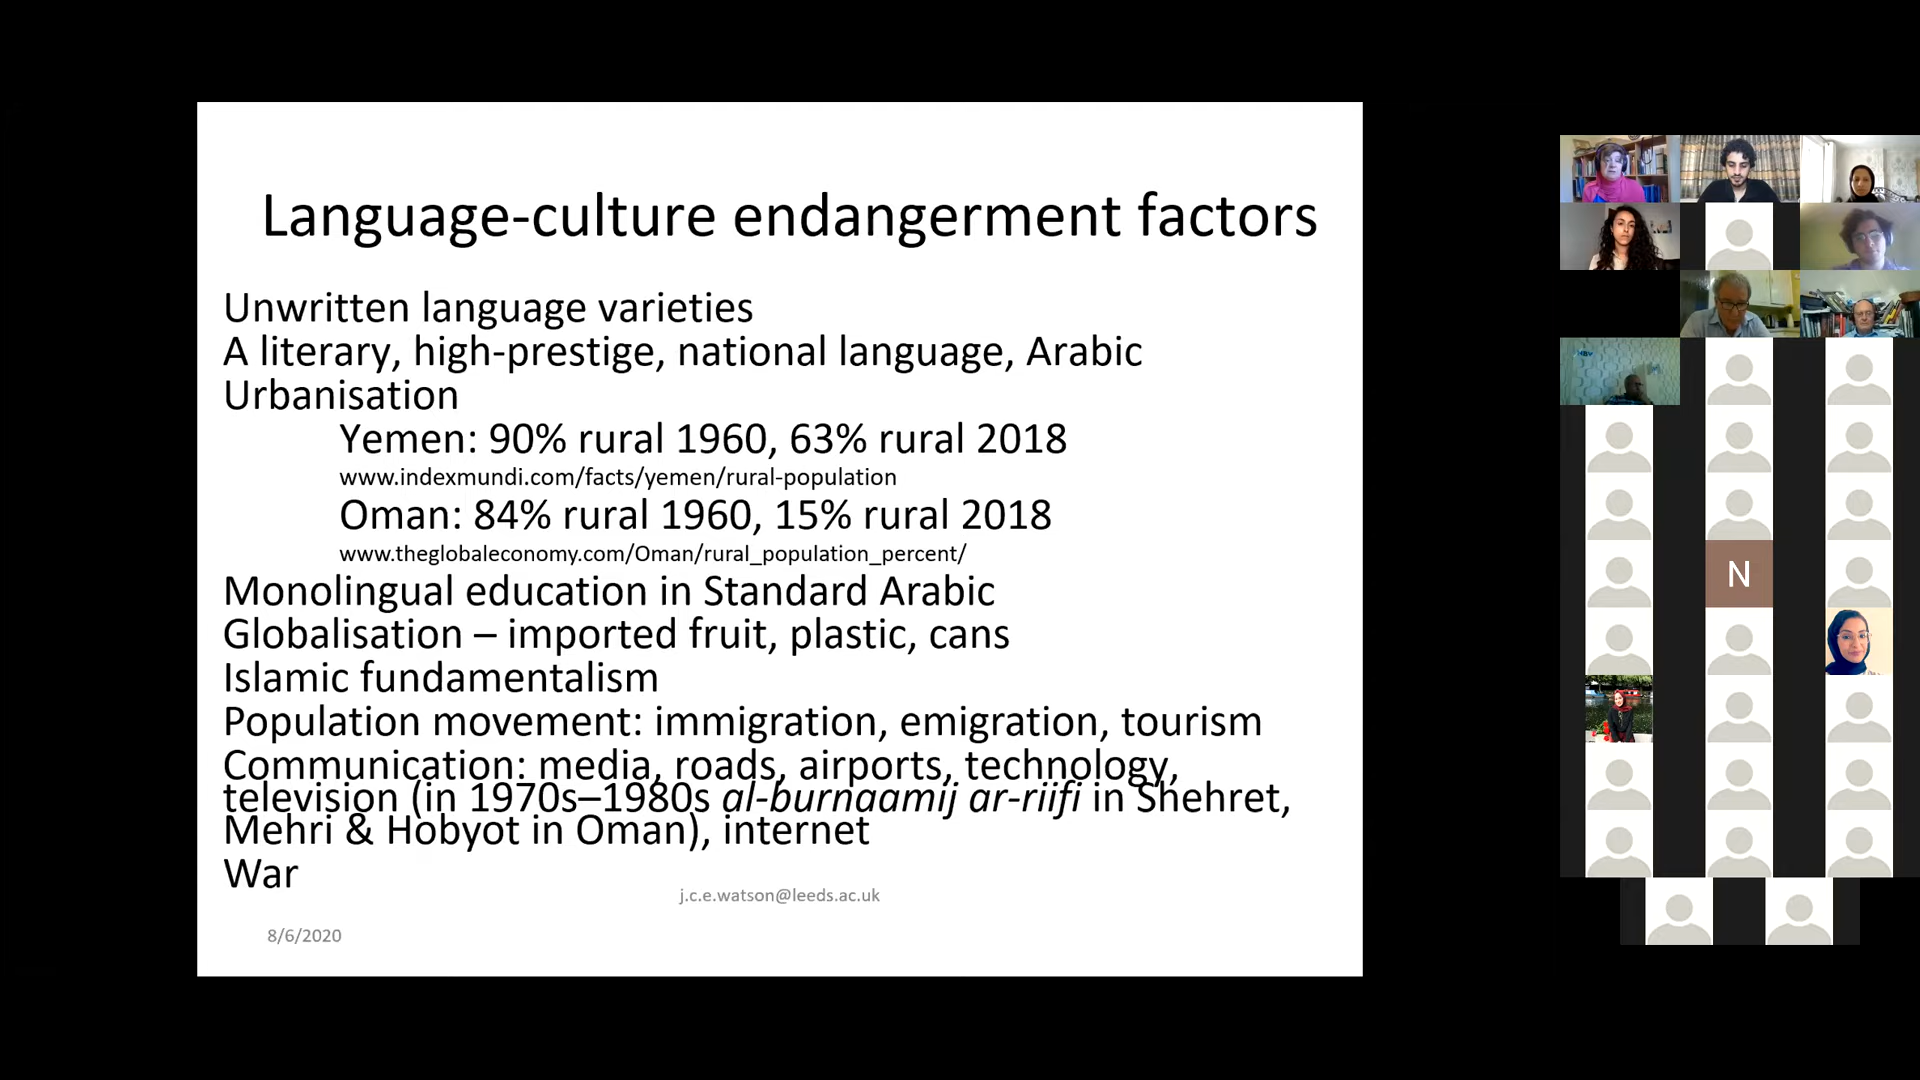 Language-culture endangerment factors
Unwritten language varieties
A literary, high-prestige, national language, Arabic
Urbanisation
Yemen: 90% rural 1960, 63% rural 2018
www.indexmundi.com/facts/yemen/rural-population
Oman: 84% rural 1960, 15% rural 2018
www.theglobaleconomy.com/Oman/rural_population_percent/
Monolingual education in Standard Arabic
Globalisation – imported fruit, plastic, cans
Islamic fundamentalism
Population movement: immigration, emigration, tourism
Communication: media, roads, airports, technology,
television (in 1970s–1980s al-burnaamij ar-riifi in Shehret,
Mehri & Hobyot in Oman), internet
War
j.c.e.watson@leeds.ac.uk
8/6/2020
N